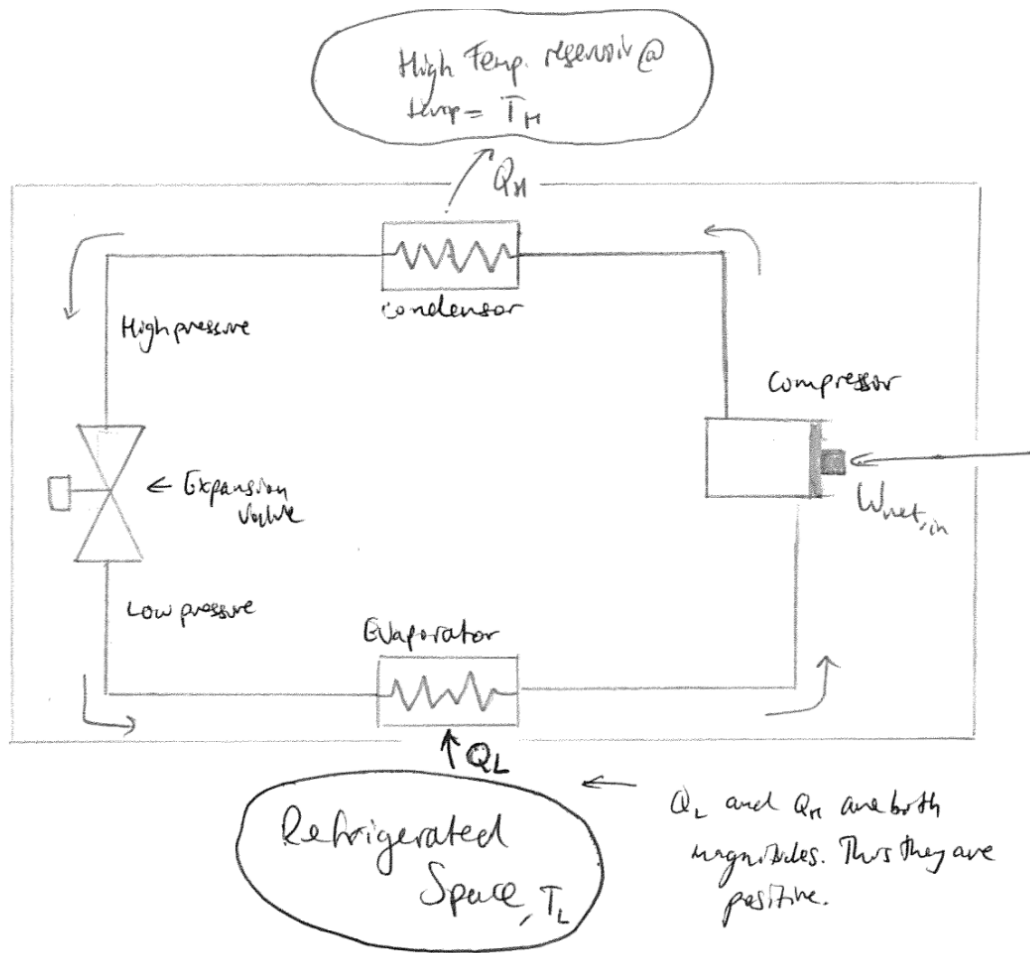 High Temp. reservoir @
temp = T_H
Q_H
Condensor
High pressure
Compressor
← Expansion
valve
W_net,in
Low pressure
Evaporator
Q_L
Refrigerated
Space, T_L
Q_L and Q_H are both
magnitudes. Thus they are
positive.